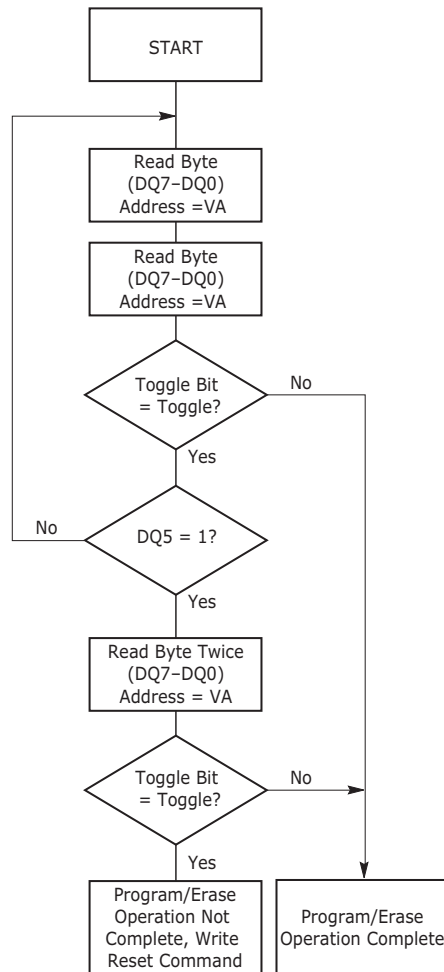 START
Read Byte
(DQ7–DQ0)
Address =VA
Read Byte
(DQ7–DQ0)
Address =VA
Toggle Bit
= Toggle?
No
Yes
No
DQ5 = 1?
Yes
Read Byte Twice
(DQ7–DQ0)
Address = VA
Toggle Bit
= Toggle?
No
Yes
Program/Erase
Operation Not
Complete, Write
Reset Command
Program/Erase
Operation Complete